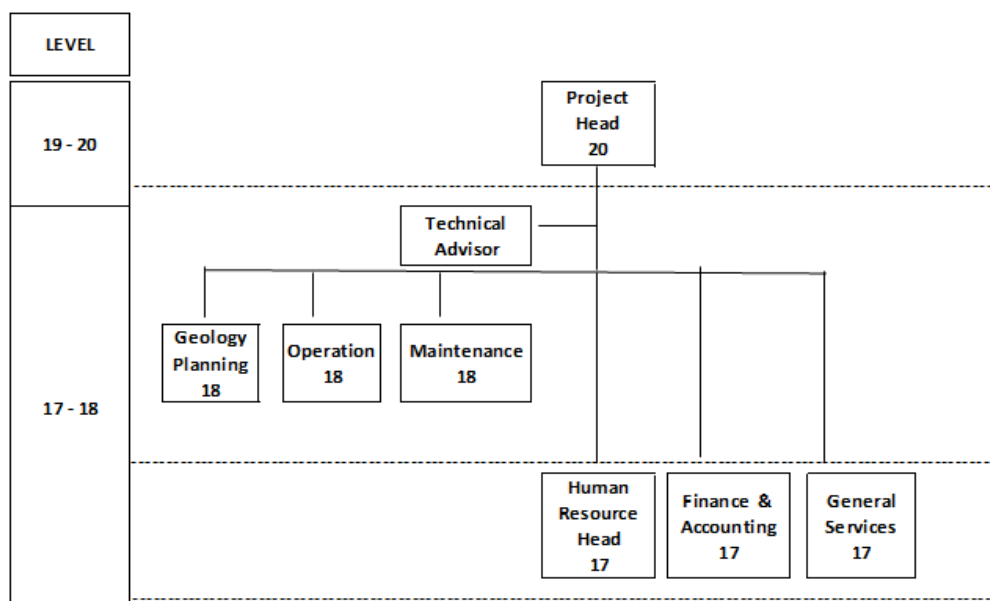 LEVEL
19 - 20
Project
Head
20
Technical
Advisor
Geology
Planning
18
Operation
18
Maintenance
18
17 - 18
Human
Resource
Head
17
Finance &
Accounting
17
General
Services
17